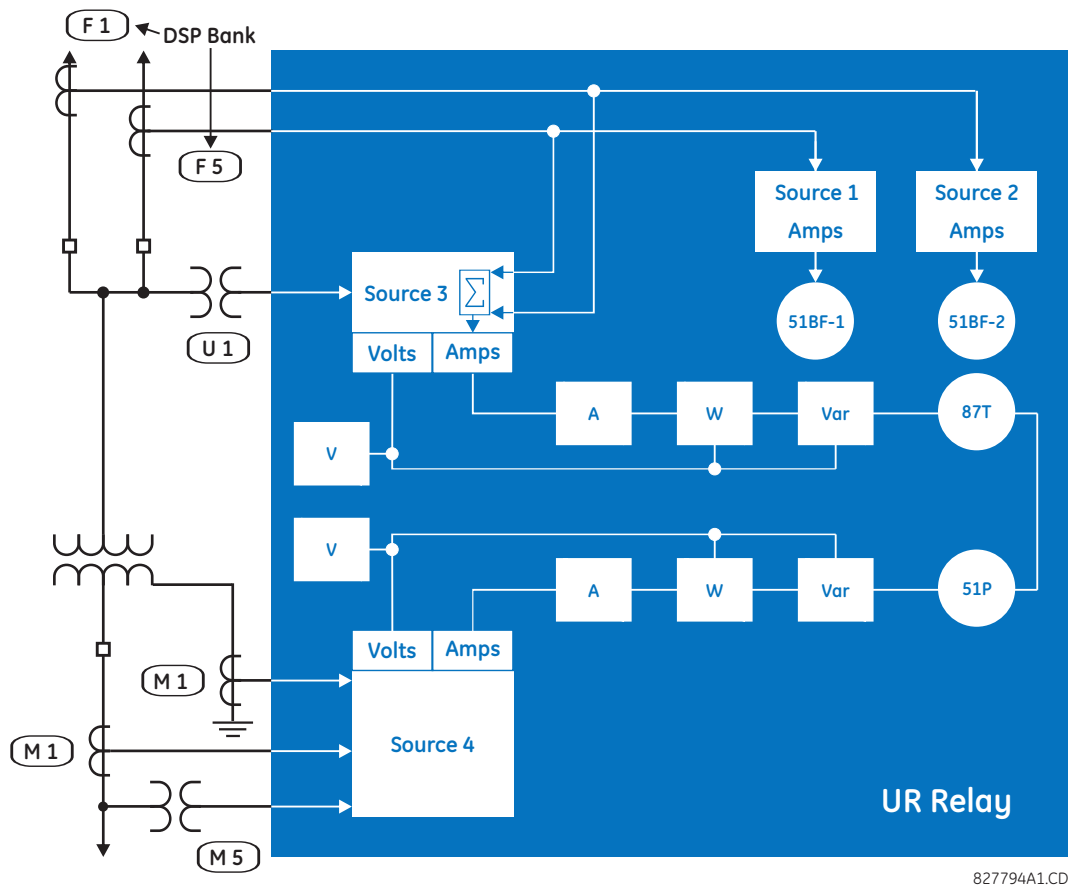 F 1
DSP Bank
F 5
Source 1
Amps
Source 2
Amps
Source 3
Σ
U 1
51BF-1
51BF-2
Volts
Amps
A
W
Var
87T
V
V
A
W
Var
51P
Volts
Amps
M 1
M 1
Source 4
UR Relay
M 5
827794A1.CD